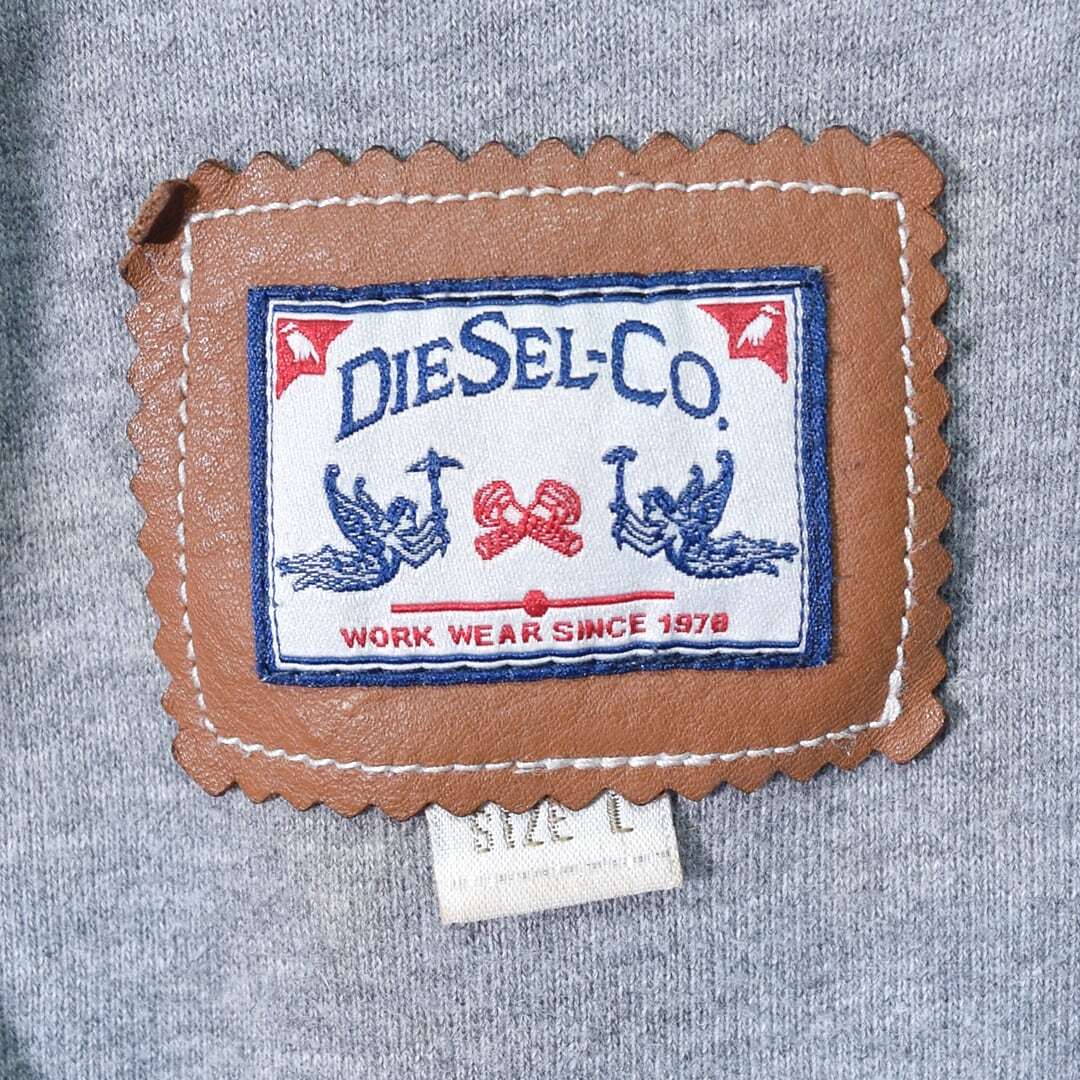 DIESEL-CO.
WORK WEAR SINCE 1978
SIZE L